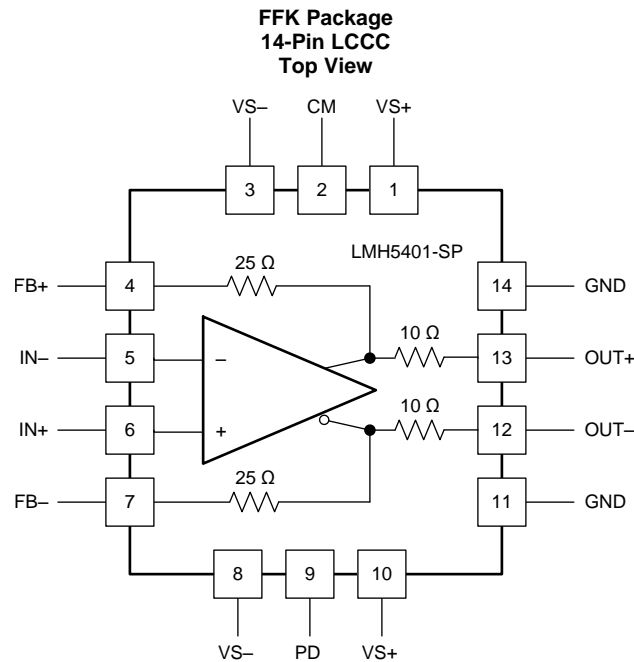 FFK Package
14-Pin LCCC
Top View
VS– CM VS+
3 2 1
LMH5401-SP
25 Ω
FB+ 4 14 GND
10 Ω
IN– 5 – 13 OUT+
10 Ω
IN+ 6 + 12 OUT–
25 Ω
FB– 7 11 GND
8 9 10
VS– PD VS+